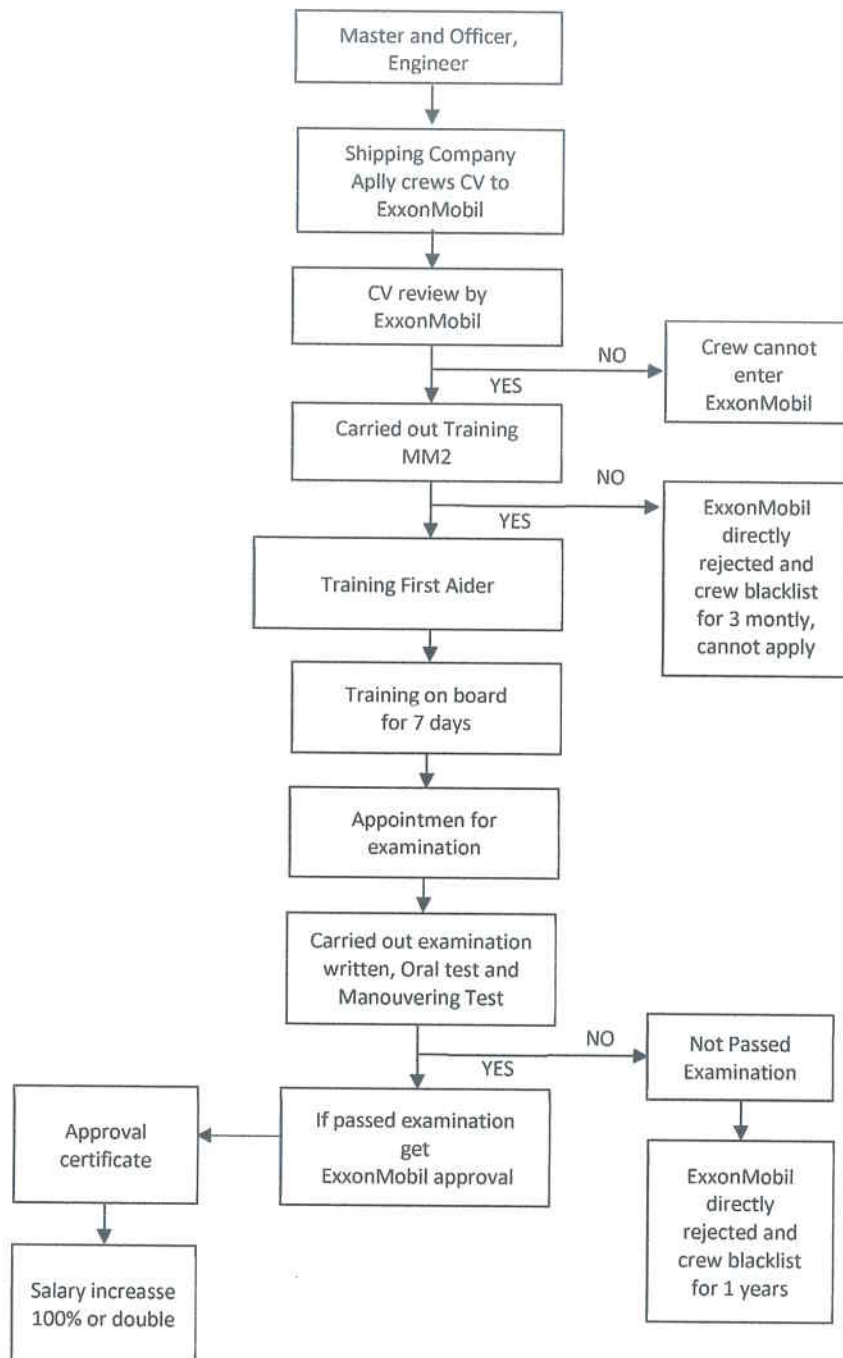 Master and Officer,
Engineer
Shipping Company
Aplly crews CV to
ExxonMobil
CV review by
ExxonMobil
NO
YES
Crew cannot
enter
ExxonMobil
Carried out Training
MM2
NO
YES
ExxonMobil
directly
rejected and
crew blacklist
for 3 montly,
cannot apply
Training First Aider
Training on board
for 7 days
Appointmen for
examination
Carried out examination
written, Oral test and
Manouvering Test
NO
YES
Not Passed
Examination
If passed examination
get
ExxonMobil approval
Approval
certificate
ExxonMobil
directly
rejected and
crew blacklist
for 1 years
Salary increasse
100% or double